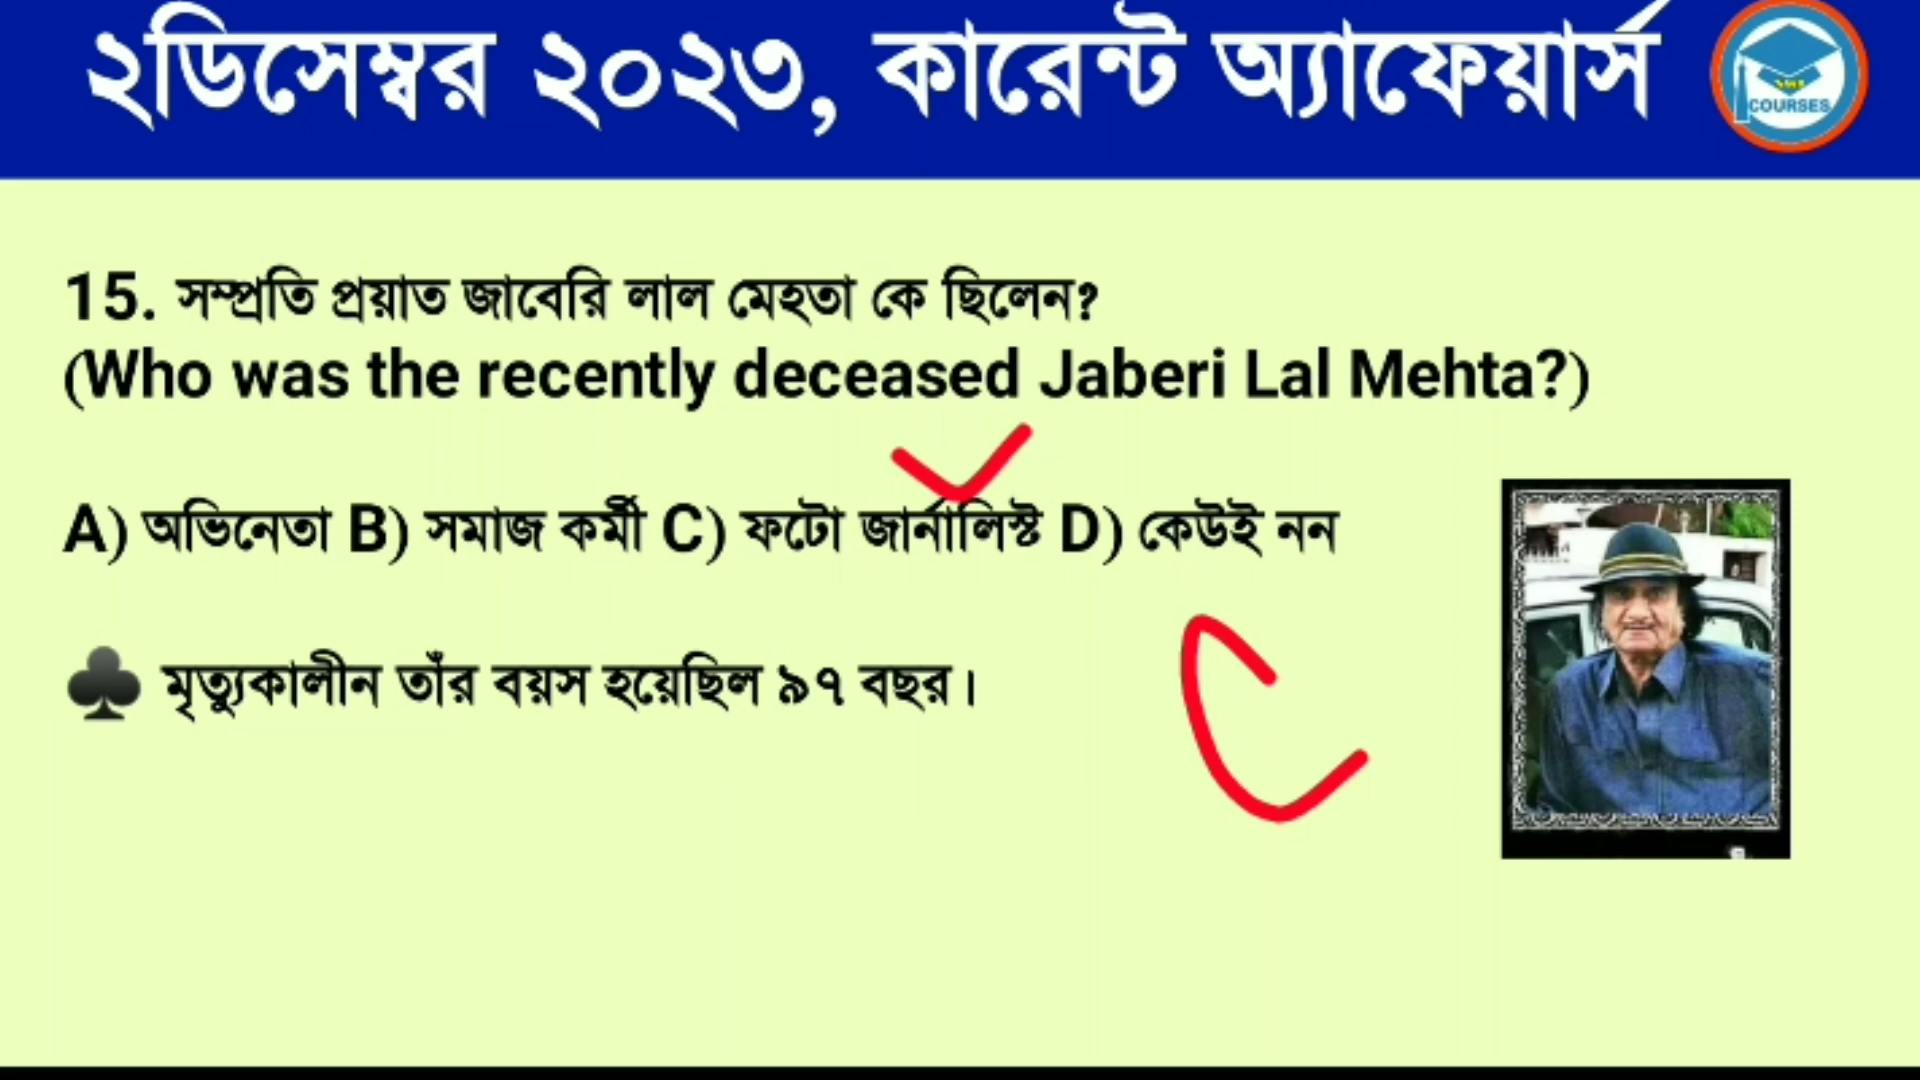 ২ডিসেম্বর ২০২৩, কারেন্ট অ্যাফেয়ার্স
COURSES
15. সম্প্রতি প্রয়াত জাবেরি লাল মেহতা কে ছিলেন?
(Who was the recently deceased Jaberi Lal Mehta?)
A) অভিনেতা B) সমাজ কর্মী C) ফটো জার্নালিস্ট D) কেউই নন
♣ মৃত্যুকালীন তাঁর বয়স হয়েছিল ৯৭ বছর।